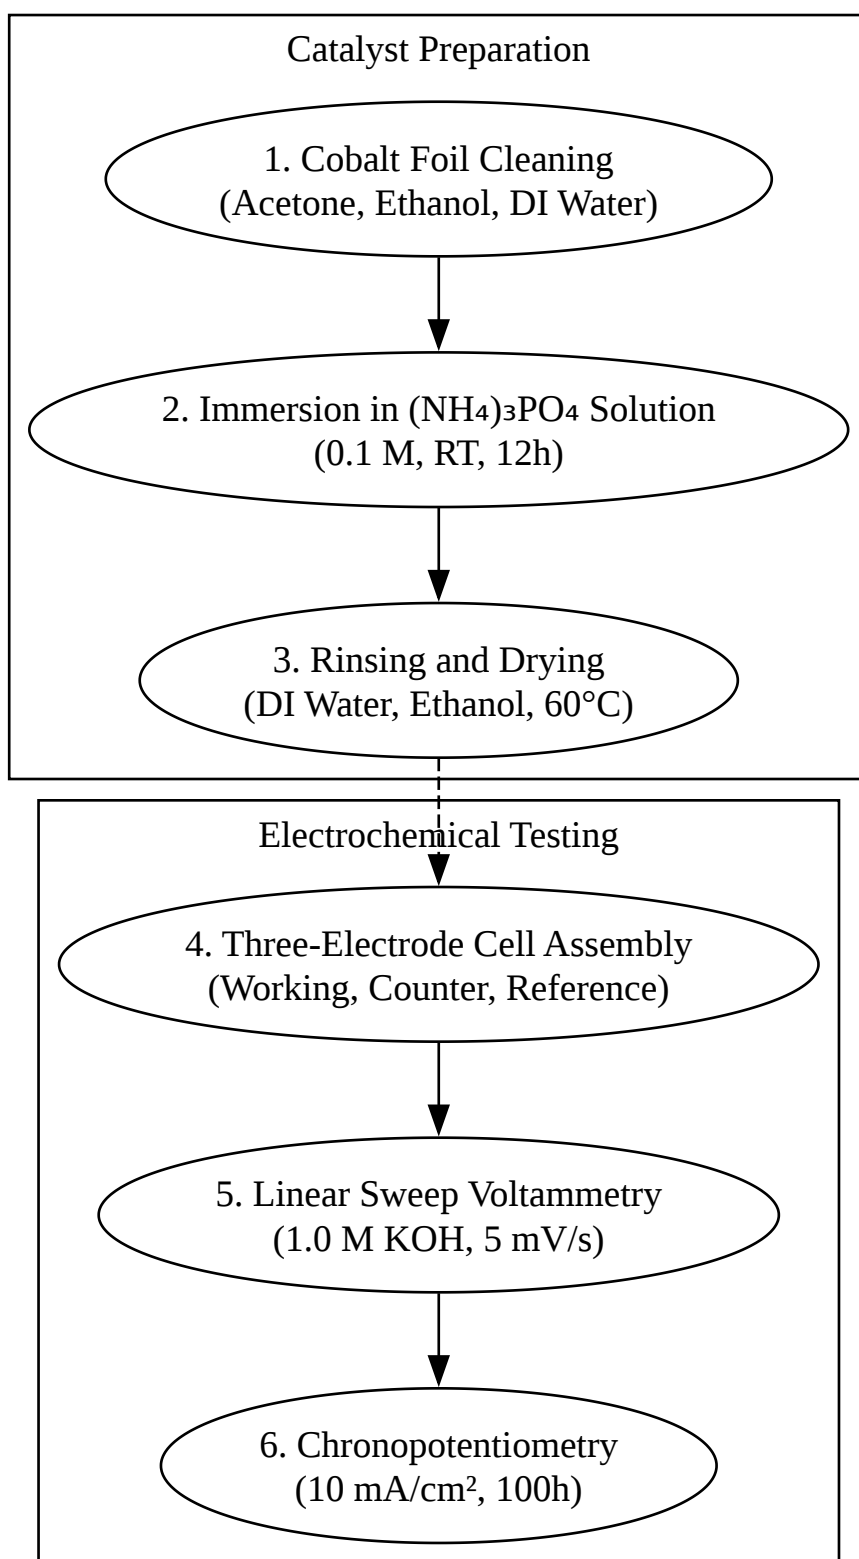 Catalyst Preparation
1. Cobalt Foil Cleaning
(Acetone, Ethanol, DI Water)
2. Immersion in (NH₄)₃PO₄ Solution
(0.1 M, RT, 12h)
3. Rinsing and Drying
(DI Water, Ethanol, 60°C)
Electrochemical Testing
4. Three-Electrode Cell Assembly
(Working, Counter, Reference)
5. Linear Sweep Voltammetry
(1.0 M KOH, 5 mV/s)
6. Chronopotentiometry
(10 mA/cm², 100h)